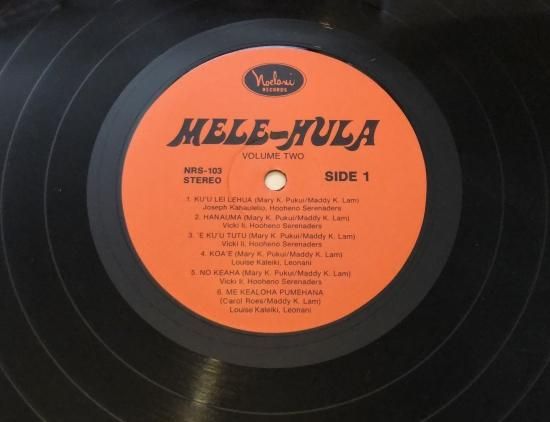 Noelani
RECORDS
MELE-HULA
VOLUME TWO
NRS-103
STEREO
SIDE 1
1. KU'U LEI LEHUA (Mary K. Pukui/Maddy K. Lam)
Joseph Kahaulelio, Hooheno Serenaders
2. HANAUMA (Mary K. Pukui/Maddy K. Lam)
Vicki Ii, Hooheno Serenaders
3. 'E KU'U TUTU (Mary K. Pukui/Maddy K. Lam)
Vicki Ii, Hooheno Serenaders
4. KOA'E (Mary K. Pukui/Maddy K. Lam)
Louise Kaleiki, Leonani
5. NO KEAHA (Mary K. Pukui/Maddy K. Lam)
Vicki Ii, Hooheno Serenaders
6. ME KEALOHA PUMEHANA
(Carol Roes/Maddy K. Lam)
Louise Kaleiki, Leonani